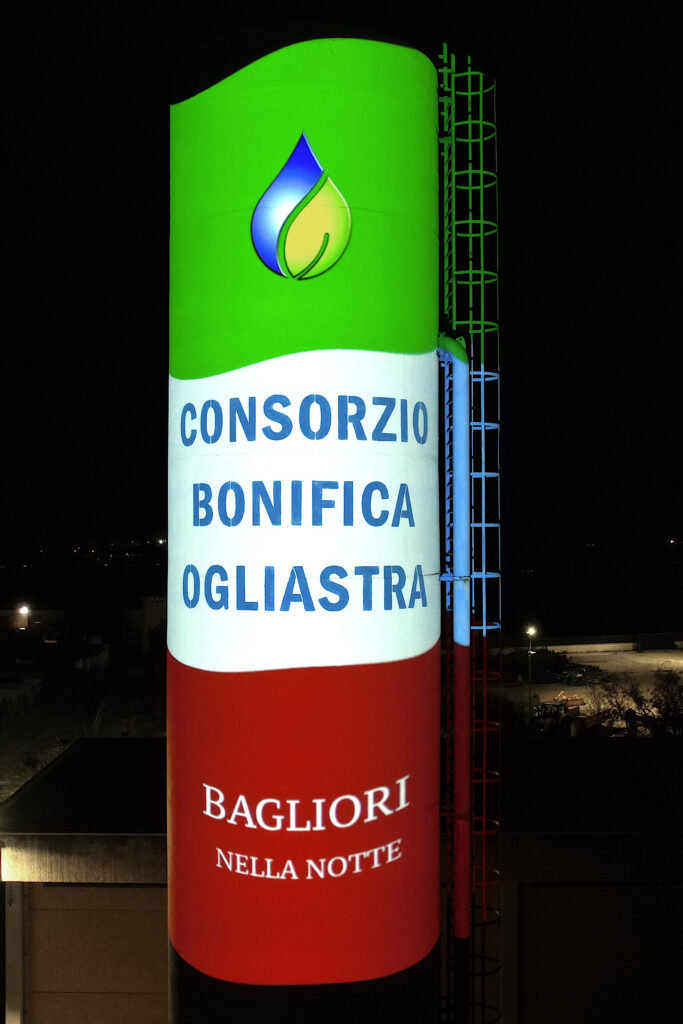 CONSORZIO
BONIFICA
OGLIASTRA
BAGLIORI
NELLA NOTTE